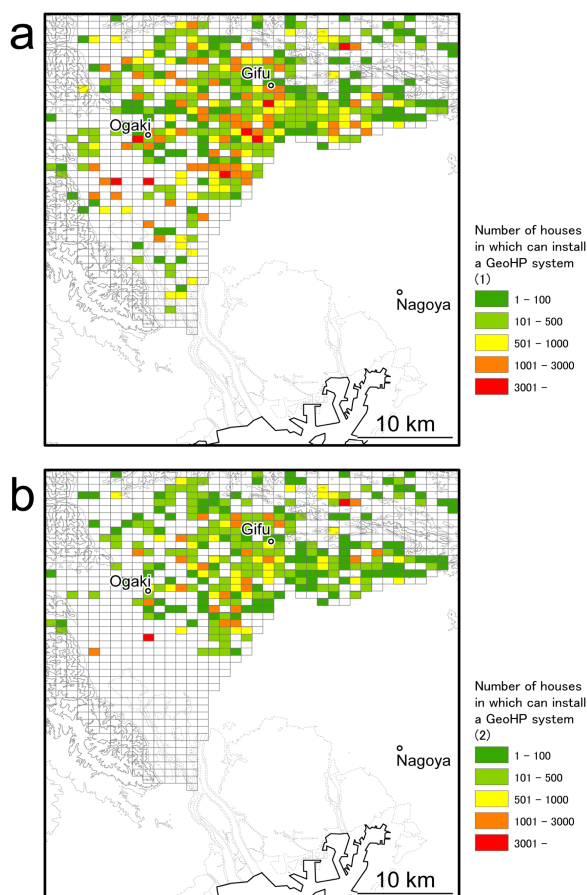 a
Gifu
Ogaki
Nagoya
10 km
Number of houses
in which can install
a GeoHP system
(1)
1 - 100
101 - 500
501 - 1000
1001 - 3000
3001 -
b
Gifu
Ogaki
Nagoya
10 km
Number of houses
in which can install
a GeoHP system
(2)
1 - 100
101 - 500
501 - 1000
1001 - 3000
3001 -